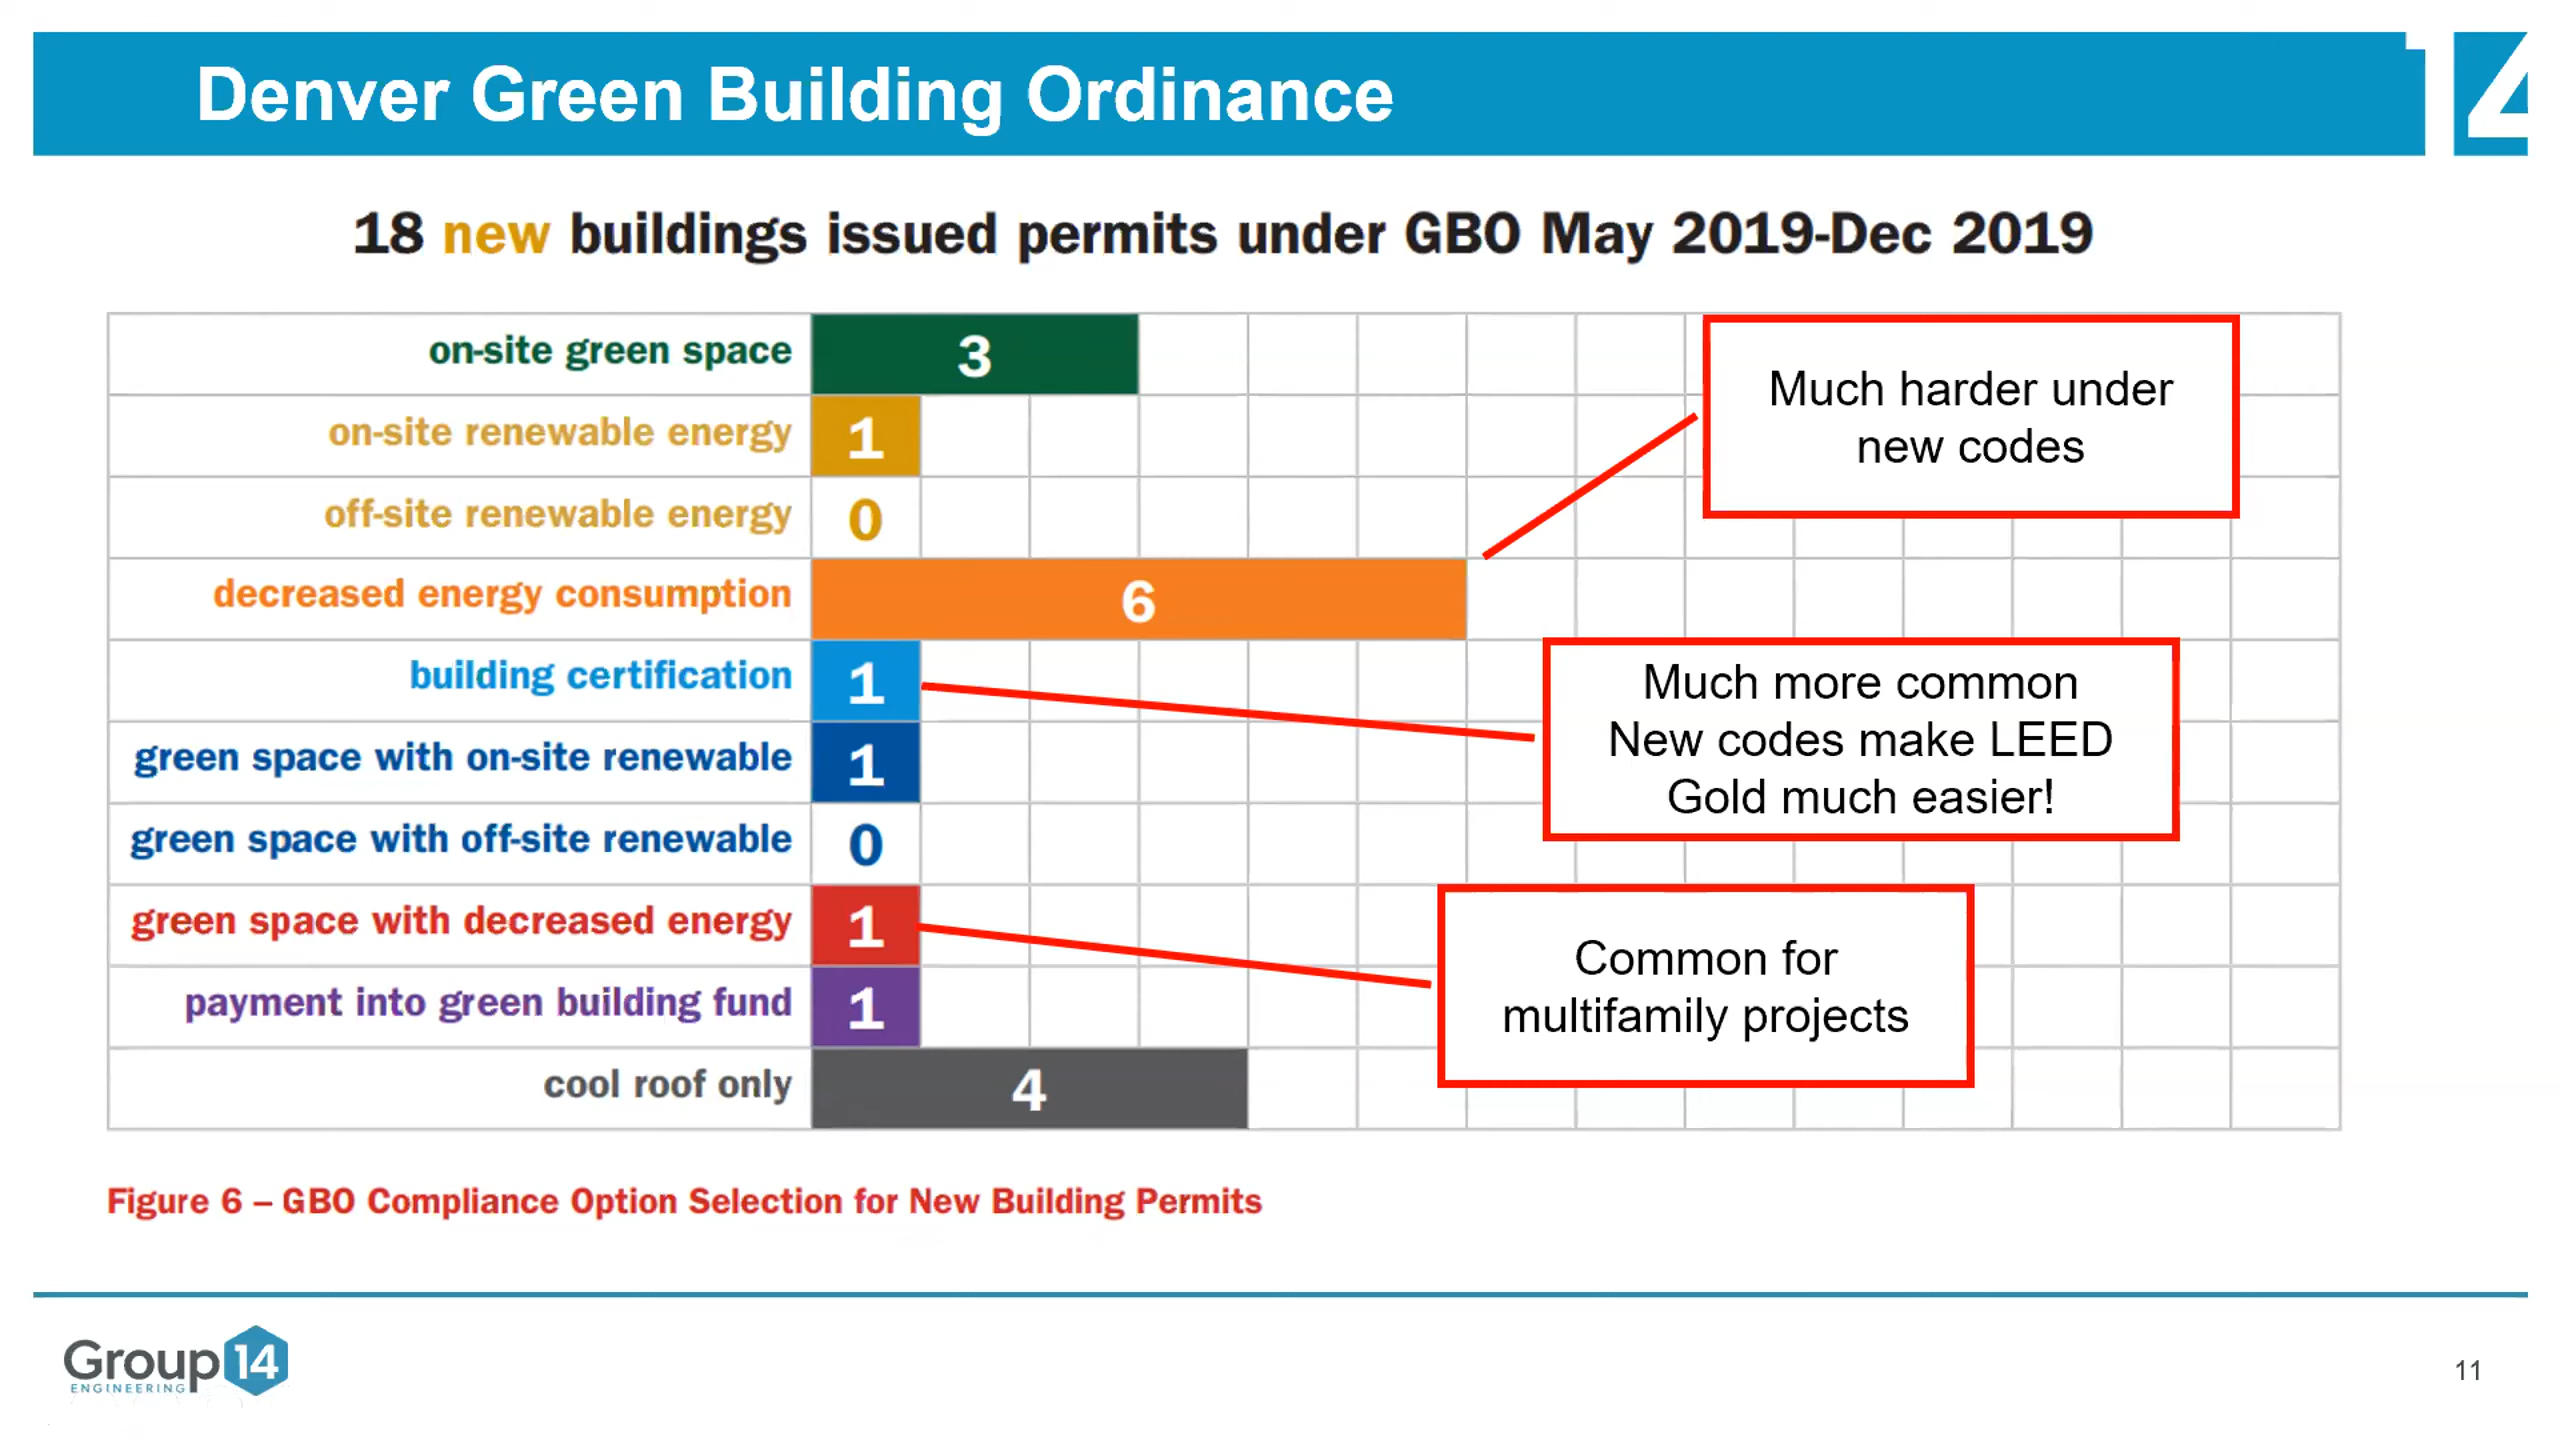 Denver Green Building Ordinance
14
18 new buildings issued permits under GBO May 2019-Dec 2019
on-site green space 3
on-site renewable energy 1
off-site renewable energy 0
decreased energy consumption 6
building certification 1
green space with on-site renewable 1
green space with off-site renewable 0
green space with decreased energy 1
payment into green building fund 1
cool roof only 4
Much harder under
new codes
Much more common
New codes make LEED
Gold much easier!
Common for
multifamily projects
Figure 6 – GBO Compliance Option Selection for New Building Permits
Group14
ENGINEERING
11